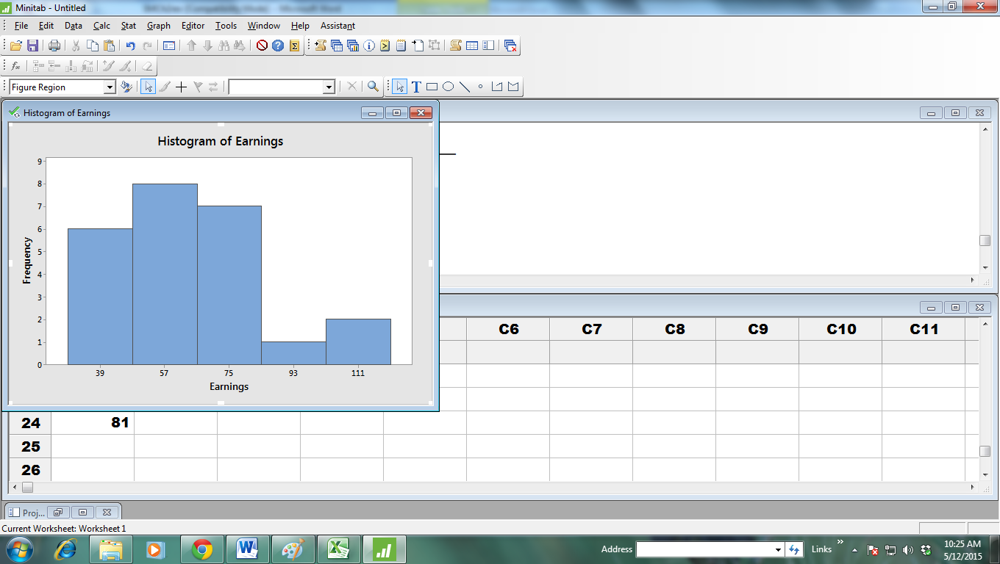 Minitab - Untitled
File Edit Data Calc Stat Graph Editor Tools Window Help Assistant
Figure Region
Histogram of Earnings
Histogram of Earnings
9
8
7
6
5
4
3
2
1
0
Frequency
39 57 75 93 111
Earnings
C6 C7 C8 C9 C10 C11
24 81
25
26
Proj...
Current Worksheet: Worksheet 1
Address Links » 10:25 AM
5/12/2015